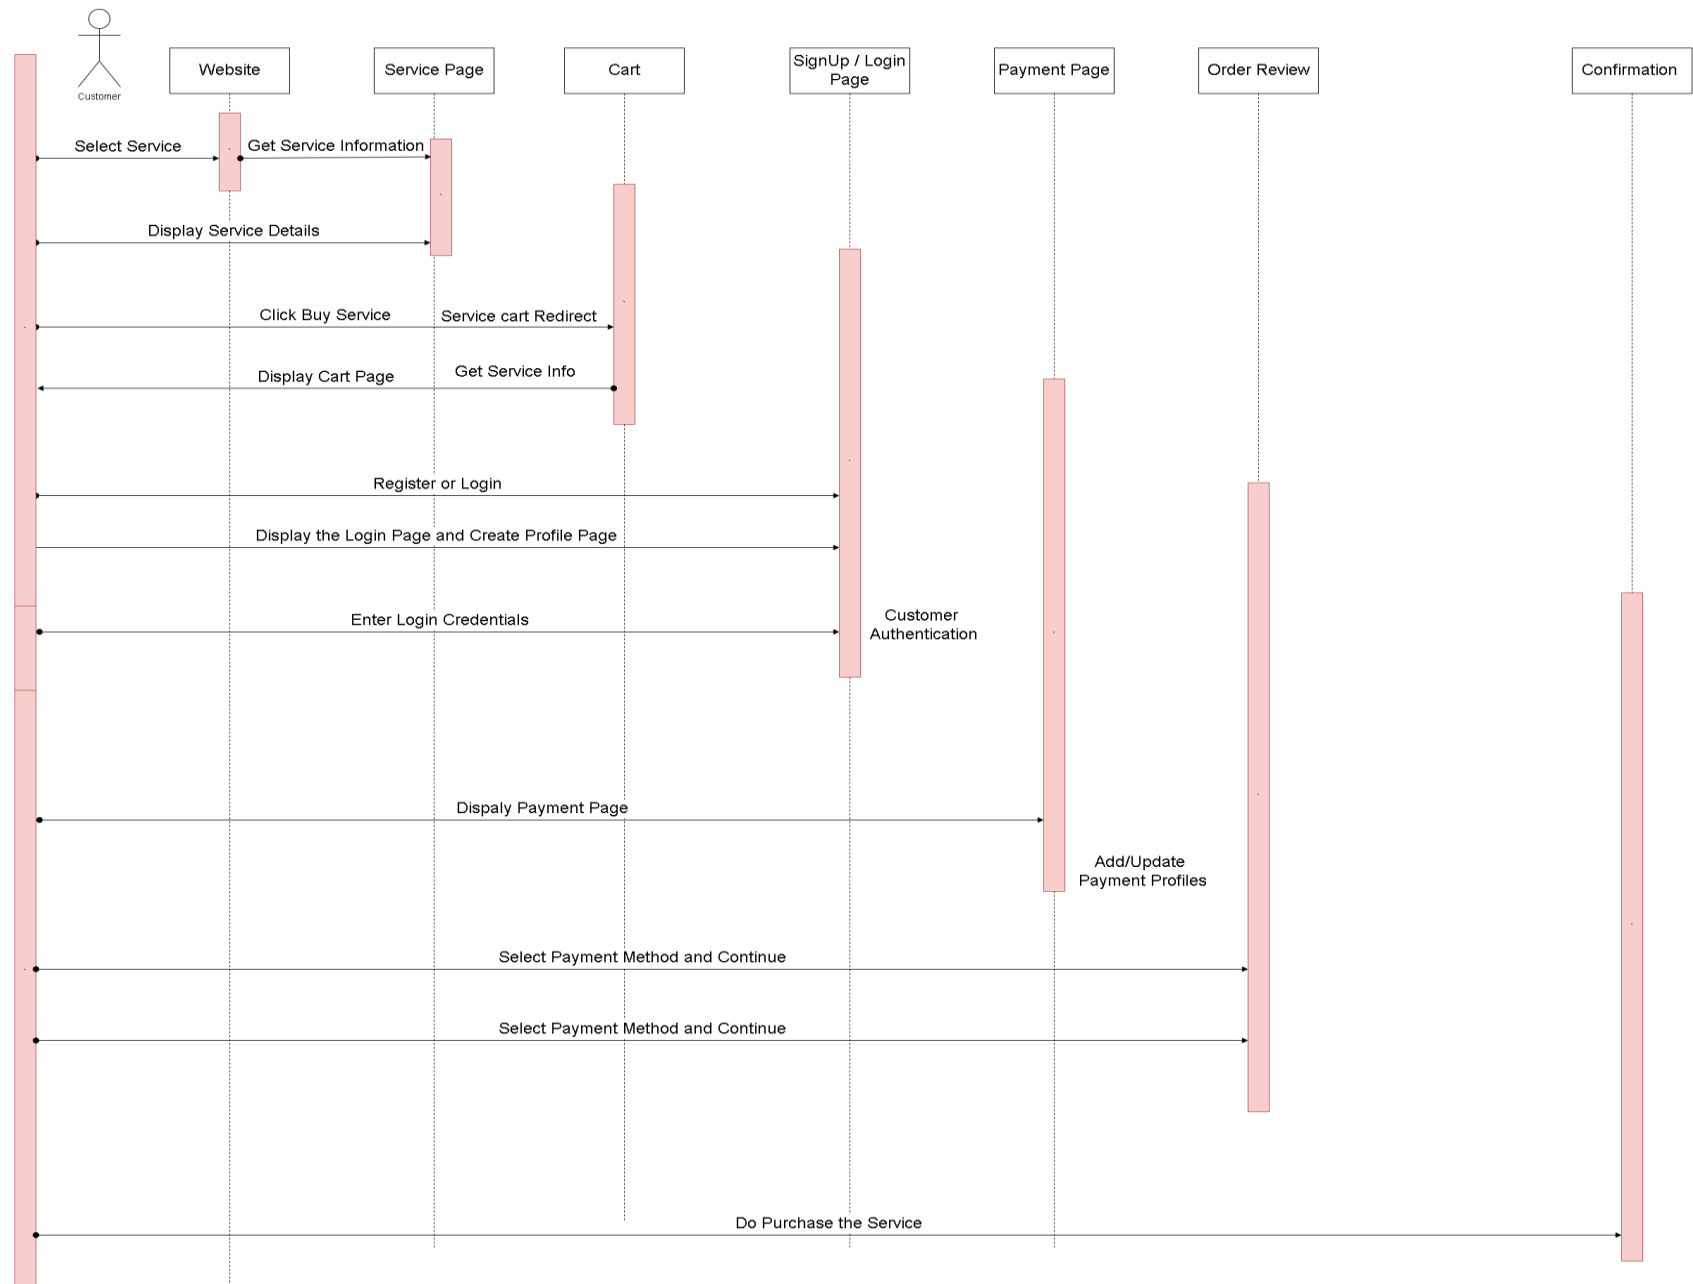 Customer
Website
Service Page
Cart
SignUp / Login
Page
Payment Page
Order Review
Confirmation
Select Service
Get Service Information
Display Service Details
Click Buy Service
Service cart Redirect
Display Cart Page
Get Service Info
Register or Login
Display the Login Page and Create Profile Page
Enter Login Credentials
Customer
Authentication
Dispaly Payment Page
Add/Update
Payment Profiles
Select Payment Method and Continue
Select Payment Method and Continue
Do Purchase the Service